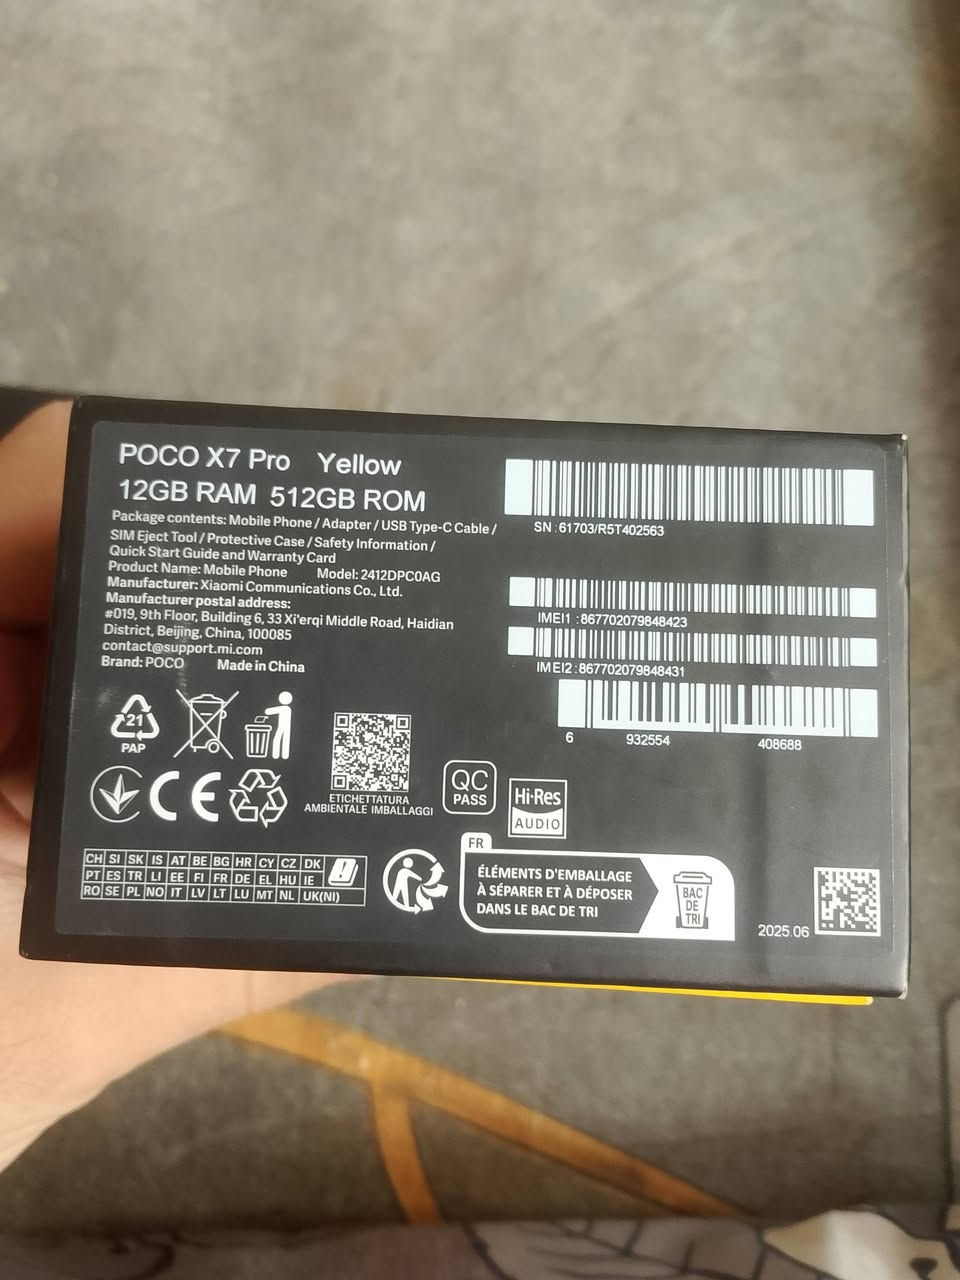 POCO X7 Pro Yellow
12GB RAM 512GB ROM
Package contents: Mobile Phone / Adapter / USB Type-C Cable /
SIM Eject Tool / Protective Case / Safety Information /
Quick Start Guide and Warranty Card
Product Name: Mobile Phone Model: 2412DPC0AG
Manufacturer: Xiaomi Communications Co., Ltd.
Manufacturer postal address:
#019, 9th Floor, Building 6, 33 Xi'erqi Middle Road, Haidian
District, Beijing, China, 100085
contact@support.mi.com
Brand: POCO Made in China
SN:61703/R5T402563
IMEI1:867702079848423
IMEI2:867702079848431
6 932554 408688
21
PAP
CE
ETICHETTATURA
AMBIENTALE IMBALLAGGI
QC
PASS
Hi-Res
AUDIO
CH SI SK IS AT BE BG HR CY CZ DK
PT ES TR LI EE FI FR DE EL HU IE
RO SE PL NO IT LV LT LU MT NL UK(NI)
FR
ÉLÉMENTS D'EMBALLAGE
À SÉPARER ET À DÉPOSER
DANS LE BAC DE TRI
BAC
DE
TRI
2025.06